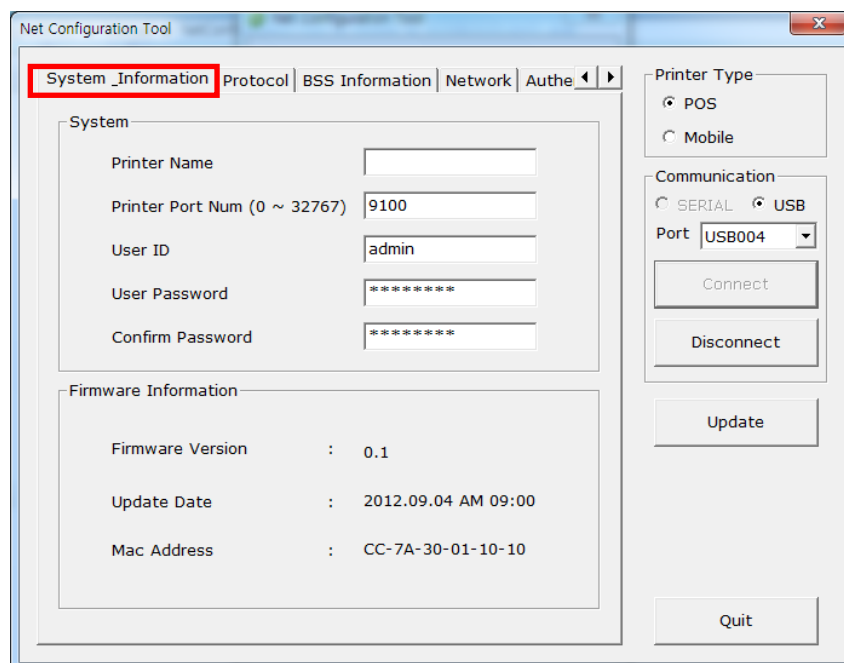 Net Configuration Tool
System _Information Protocol BSS Information Network Authe
System
Printer Name
Printer Port Num (0 ~ 32767) 9100
User ID admin
User Password ********
Confirm Password ********
Firmware Information
Firmware Version : 0.1
Update Date : 2012.09.04 AM 09:00
Mac Address : CC-7A-30-01-10-10
Printer Type
POS
Mobile
Communication
SERIAL USB
Port USB004
Connect
Disconnect
Update
Quit